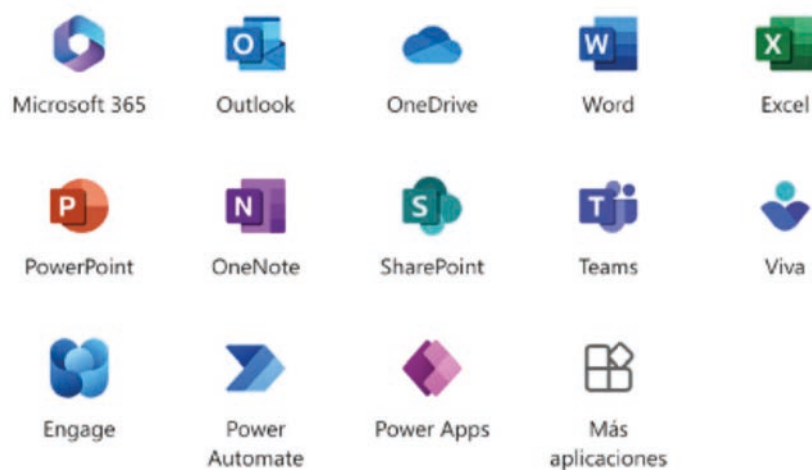 O
W
X
Microsoft 365
Outlook
OneDrive
Word
Excel
P
N
S
T
PowerPoint
OneNote
SharePoint
Teams
Viva
Engage
Power
Automate
Power Apps
Más
aplicaciones